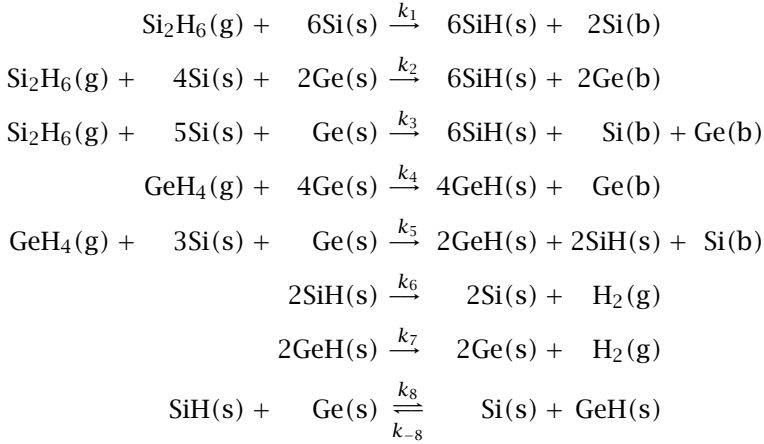 Si₂H₆(g) + 6Si(s) —k₁→ 6SiH(s) + 2Si(b)
Si₂H₆(g) + 4Si(s) + 2Ge(s) —k₂→ 6SiH(s) + 2Ge(b)
Si₂H₆(g) + 5Si(s) + Ge(s) —k₃→ 6SiH(s) + Si(b) + Ge(b)
GeH₄(g) + 4Ge(s) —k₄→ 4GeH(s) + Ge(b)
GeH₄(g) + 3Si(s) + Ge(s) —k₅→ 2GeH(s) + 2SiH(s) + Si(b)
2SiH(s) —k₆→ 2Si(s) + H₂(g)
2GeH(s) —k₇→ 2Ge(s) + H₂(g)
SiH(s) + Ge(s) k₈ ⇌ k₋₈ Si(s) + GeH(s)